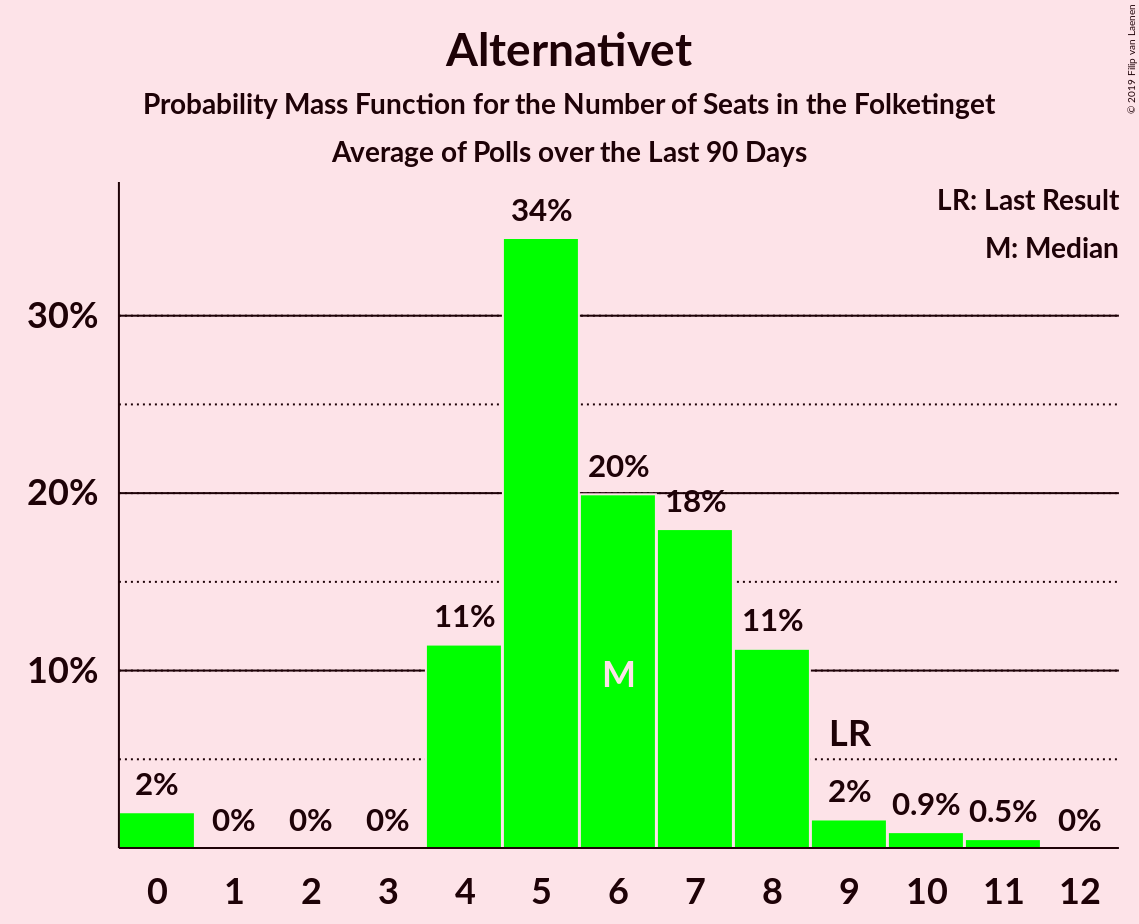 Alternativet
Probability Mass Function for the Number of Seats in the Folketinget
Average of Polls over the Last 90 Days
© 2019 Filip van Laenen
LR: Last Result
M: Median
34%
30%
20%
20%
18%
11%
11%
10%
M
LR
2%
2%
0.9%
0.5%
0%
0%
0%
0%
0 1 2 3 4 5 6 7 8 9 10 11 12